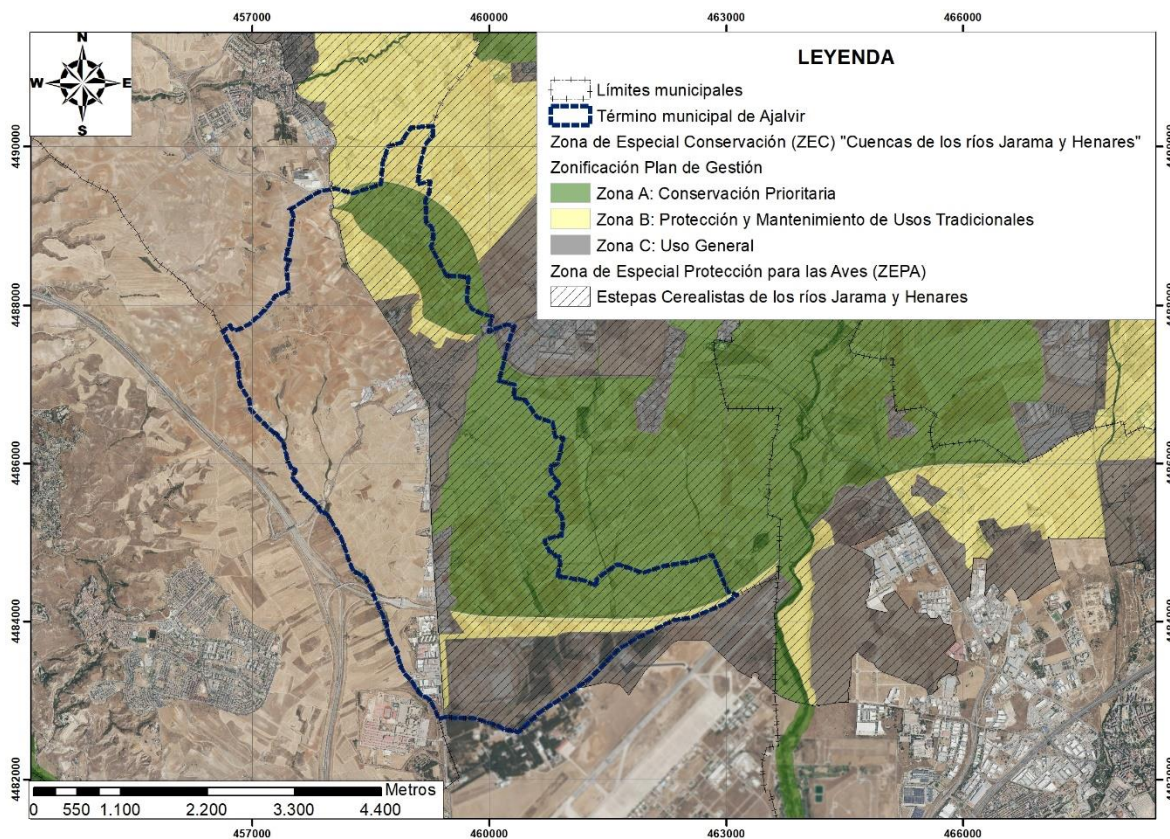 457000 460000 463000 466000
N
W E
S
LEYENDA
Límites municipales
Término municipal de Ajalvir
Zona de Especial Conservación (ZEC) "Cuencas de los ríos Jarama y Henares"
Zonificación Plan de Gestión
Zona A: Conservación Prioritaria
Zona B: Protección y Mantenimiento de Usos Tradicionales
Zona C: Uso General
Zona de Especial Protección para las Aves (ZEPA)
Estepas Cerealistas de los ríos Jarama y Henares
4490000
4488000
4486000 4486000
4484000 4484000
4482000
Metros
0 550 1.100 2.200 3.300 4.400
457000 460000 463000 466000